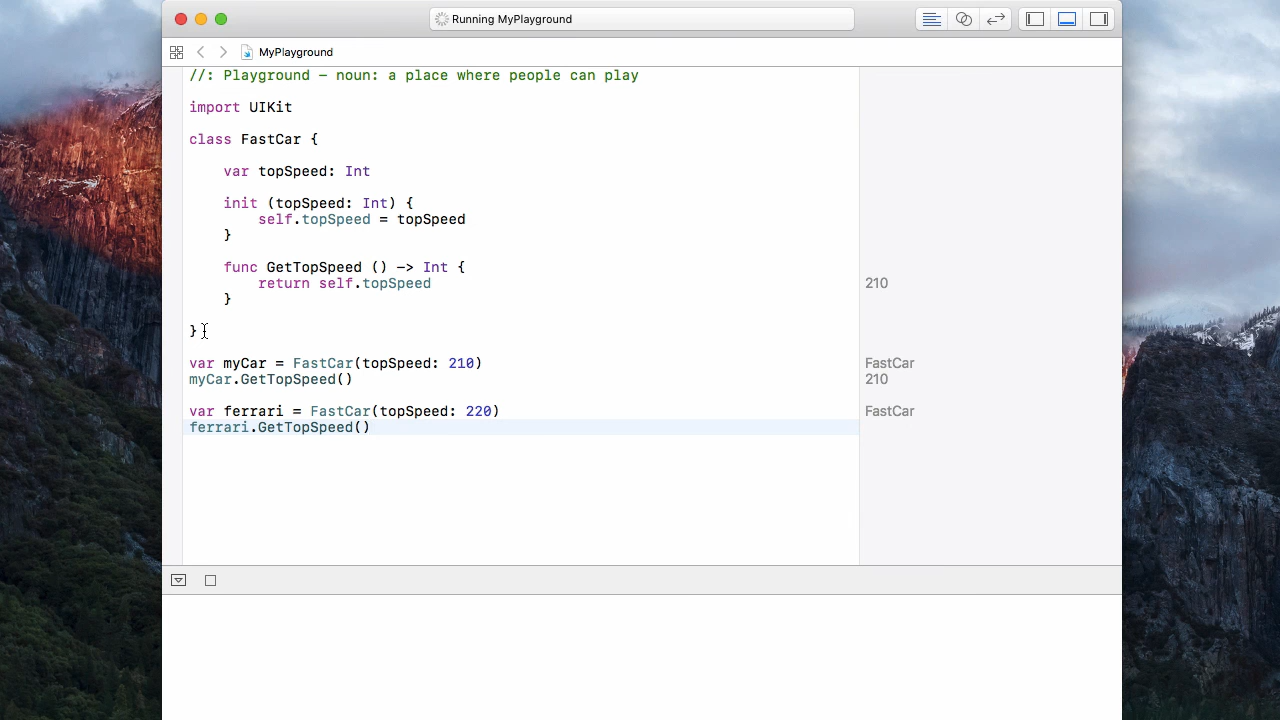 Running MyPlayground
MyPlayground
//: Playground – noun: a place where people can play
import UIKit
class FastCar {
var topSpeed: Int
init (topSpeed: Int) {
self.topSpeed = topSpeed
}
func GetTopSpeed () -> Int {
return self.topSpeed
210
}
}
var myCar = FastCar(topSpeed: 210)
FastCar
myCar.GetTopSpeed()
210
var ferrari = FastCar(topSpeed: 220)
FastCar
ferrari.GetTopSpeed()